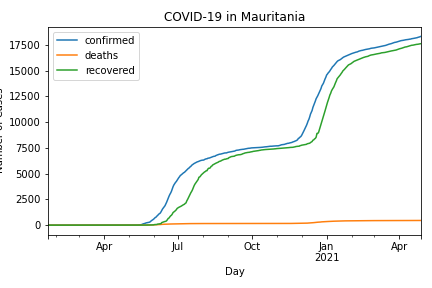 COVID-19 in Mauritania
confirmed
deaths
recovered
17500
15000
12500
10000
7500
5000
2500
0
Apr Jul Oct Jan Apr
2021
Day